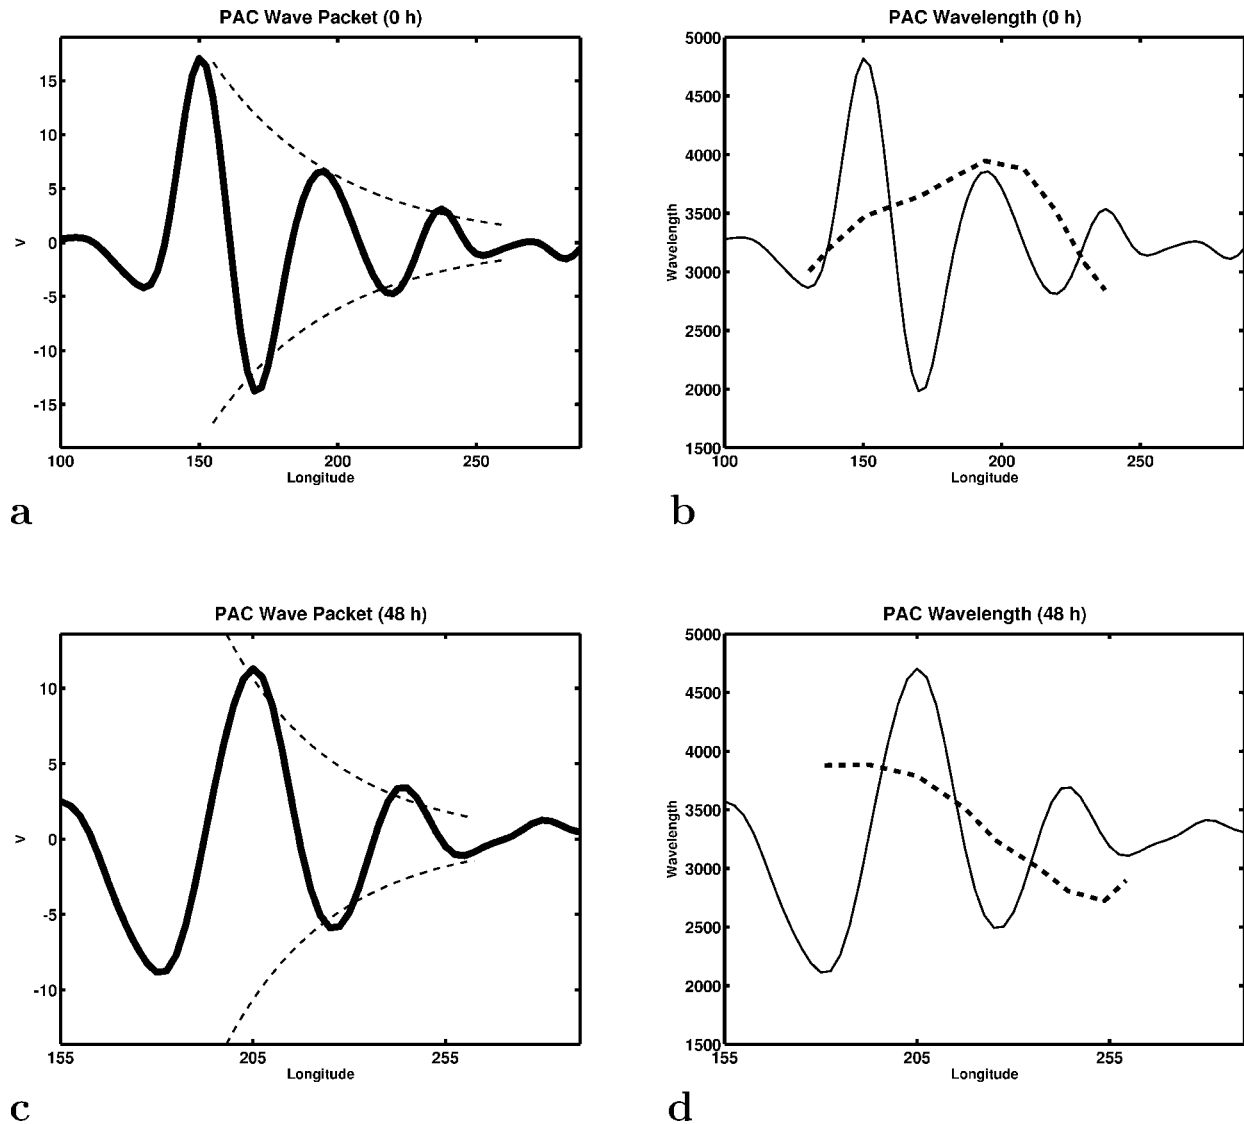 PAC Wave Packet (0 h)
V
15
10
5
0
-5
-10
-15
100
150
200
250
Longitude
a
PAC Wavelength (0 h)
Wavelength
5000
4500
4000
3500
3000
2500
2000
1500
100
150
200
250
Longitude
b
PAC Wave Packet (48 h)
V
10
5
0
-5
-10
155
205
255
Longitude
c
PAC Wavelength (48 h)
Wavelength
5000
4500
4000
3500
3000
2500
2000
1500
155
205
255
Longitude
d